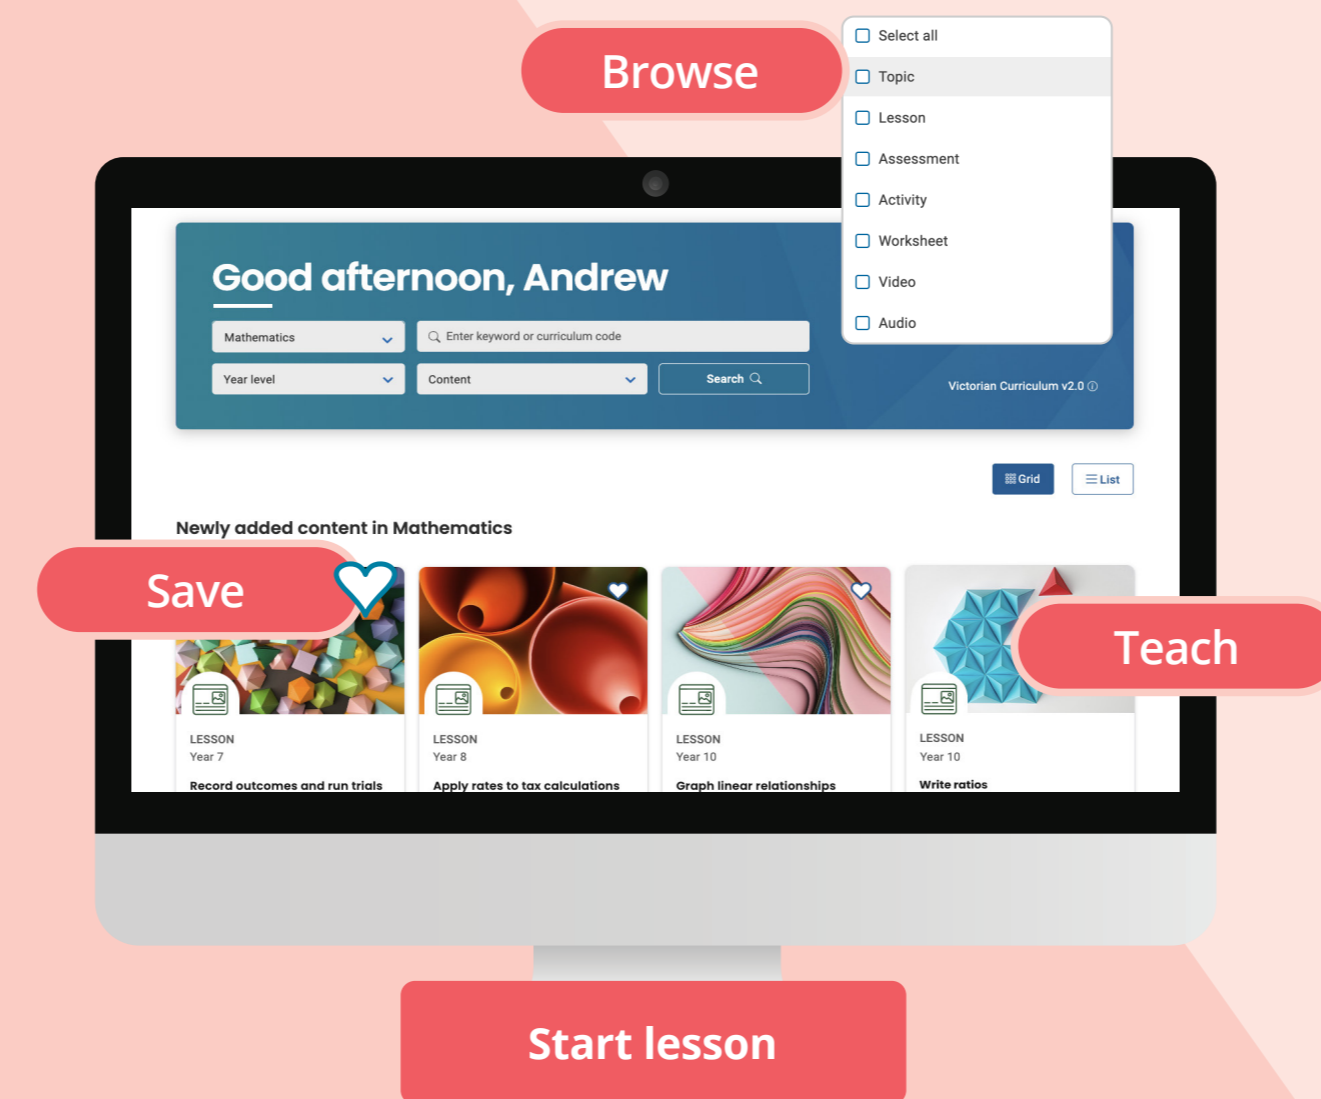 Browse
Select all
Topic
Lesson
Assessment
Activity
Worksheet
Video
Audio
Good afternoon, Andrew
Mathematics
Enter keyword or curriculum code
Year level
Content
Search
Victorian Curriculum v2.0
Grid
List
Newly added content in Mathematics
Save
Teach
LESSON
Year 7
Record outcomes and run trials
LESSON
Year 8
Apply rates to tax calculations
LESSON
Year 10
Graph linear relationships
LESSON
Year 10
Write ratios
Start lesson